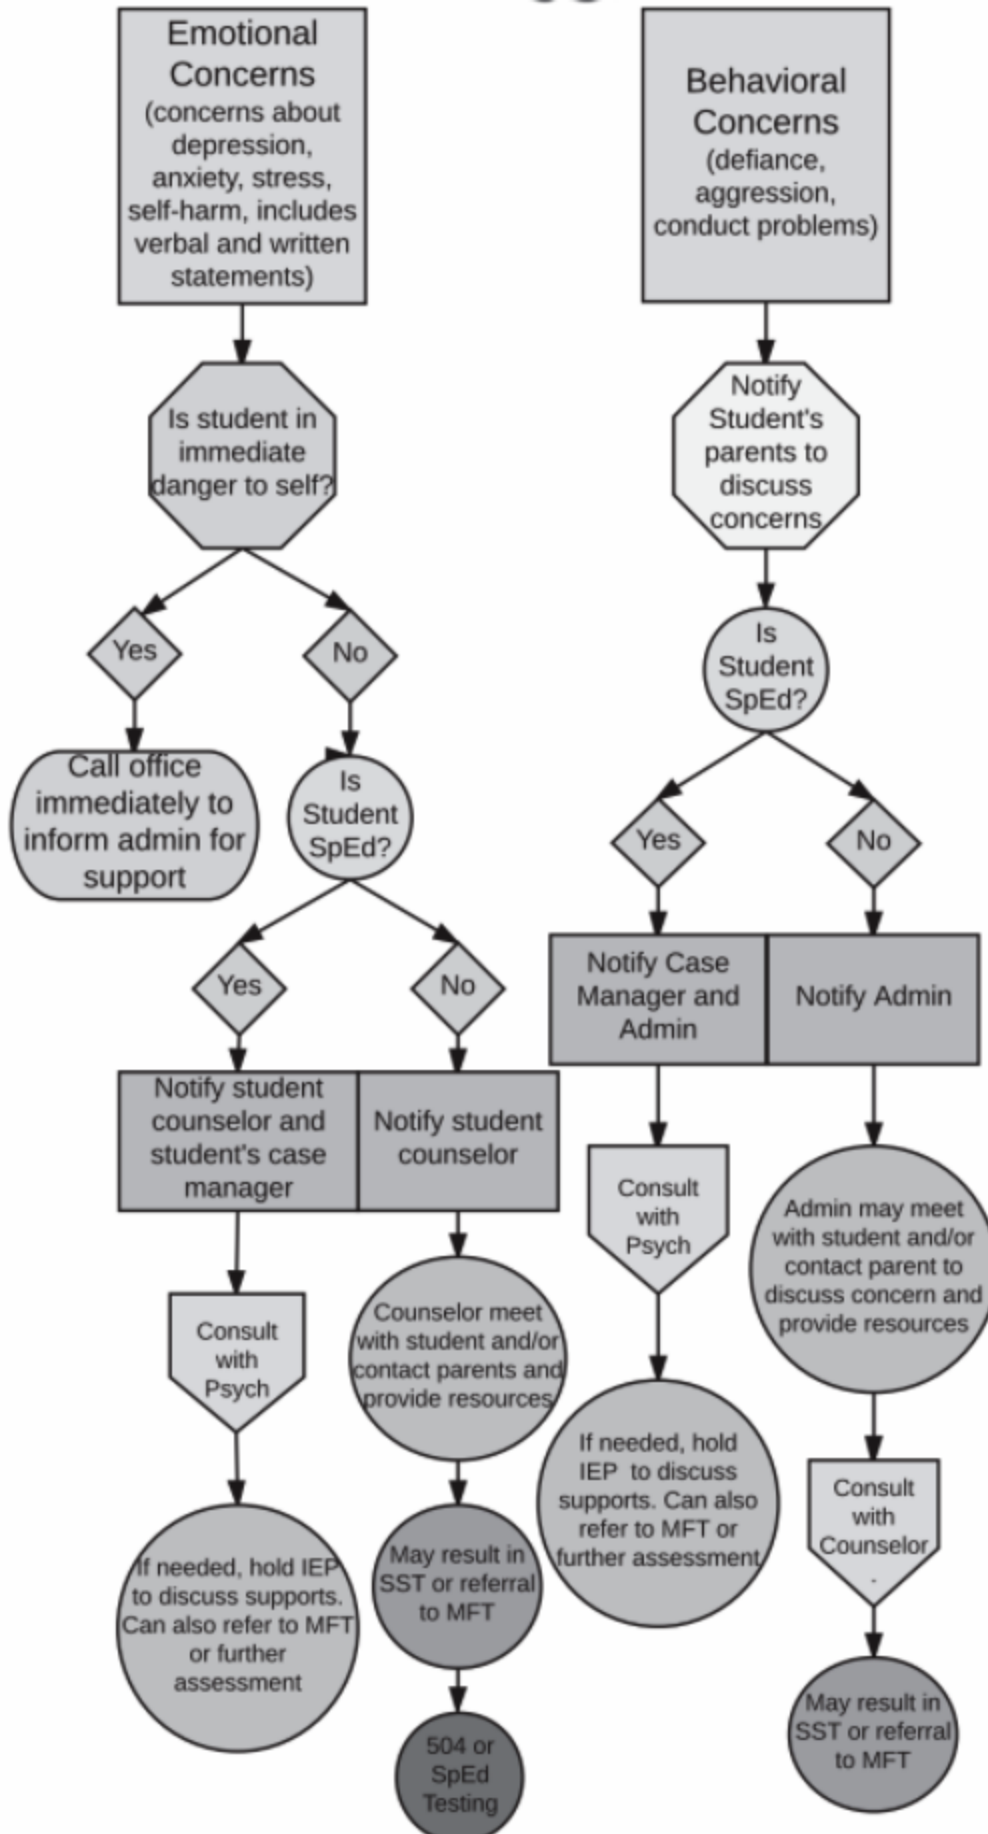 Emotional
Concerns
(concerns about
depression,
anxiety, stress,
self-harm, includes
verbal and written
statements)
Is student in
immediate
danger to self?
Yes
No
Call office
immediately to
inform admin for
support
Is
Student
SpEd?
Yes
No
Notify student
counselor and
student's case
manager
Notify student
counselor
Consult
with
Psych
Counselor meet
with student and/or
contact parents and
provide resources
If needed, hold IEP
to discuss supports.
Can also refer to MFT
or further
assessment
May result in
SST or referral
to MFT
504 or
SpEd
Testing
Behavioral
Concerns
(defiance,
aggression,
conduct problems)
Notify
Student's
parents to
discuss
concerns
Is
Student
SpEd?
Yes
No
Notify Case
Manager and
Admin
Notify Admin
Consult
with
Psych
Admin may meet
with student and/or
contact parent to
discuss concern and
provide resources
If needed, hold
IEP to discuss
supports. Can also
refer to MFT or
further assessment
Consult
with
Counselor
.
May result in
SST or referral
to MFT